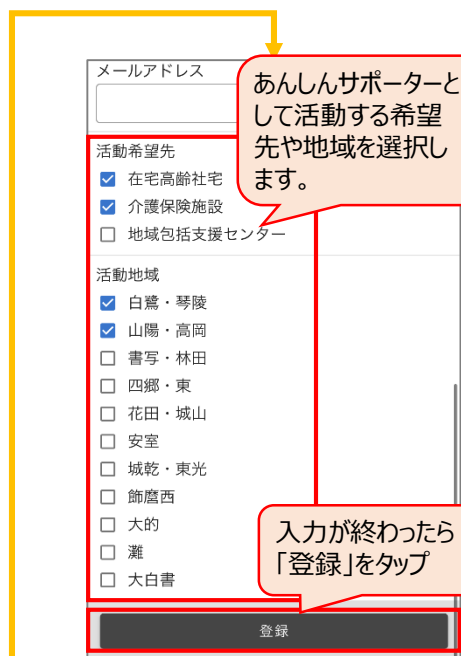 メールアドレス
あんしんサポーターと
して活動する希望
先や地域を選択し
ます。
活動希望先
在宅高齢社宅
介護保険施設
地域包括支援センター
活動地域
白鷺・琴陵
山陽・高岡
書写・林田
四郷・東
花田・城山
安室
城乾・東光
飾磨西
大的
灘
大白書
入力が終わったら
「登録」をタップ
登録